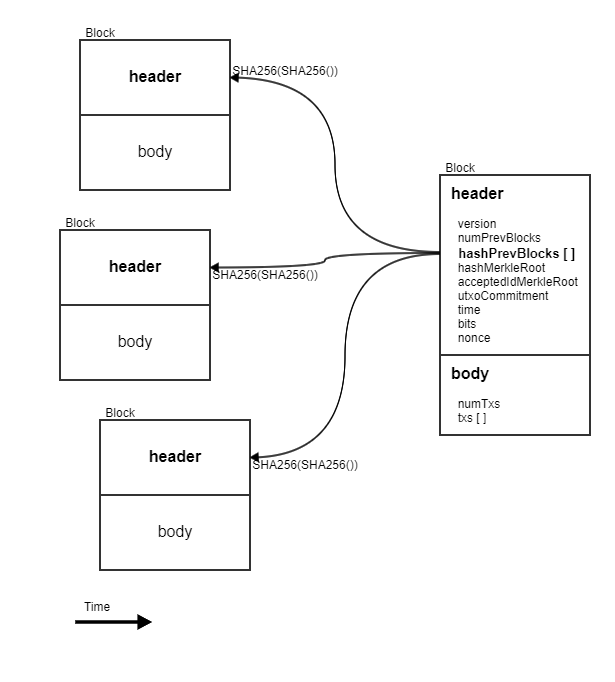 Block
header
SHA256(SHA256())
body
Block
header
SHA256(SHA256())
body
Block
header
SHA256(SHA256())
body
Block
header
version
numPrevBlocks
hashPrevBlocks [ ]
hashMerkleRoot
acceptedIdMerkleRoot
utxoCommitment
time
bits
nonce
body
numTxs
txs [ ]
Time